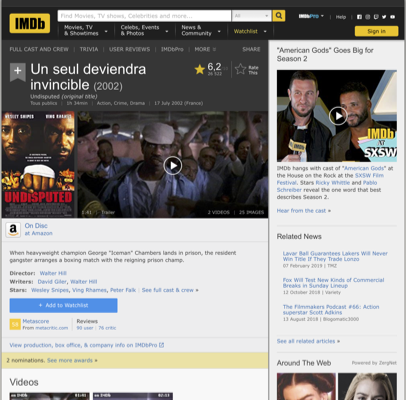 IMDb
Find Movies, TV shows, Celebrities and more...
All
IMDbPro
Help
Movies, TV
& Showtimes
Celebs, Events
& Photos
News &
Community
Watchlist
Sign in
FULL CAST AND CREW | TRIVIA | USER REVIEWS | IMDbPro | MORE
SHARE
Un seul deviendra
invincible (2002)
6,2
Rate
This
Undisputed (original title)
Tous publics | 1h 34min | Action, Crime, Drama | 17 July 2002 (France)
WESLEY SNIPES VING RHAMES
UNDISPUTED
1:41 | Trailer
2 VIDEOS | 25 IMAGES
On Disc
at Amazon
When heavyweight champion George "Iceman" Chambers lands in prison, the resident
gangster arranges a boxing match with the reigning prison champ.
Director: Walter Hill
Writers: David Giler, Walter Hill
Stars: Wesley Snipes, Ving Rhames, Peter Falk | See full cast & crew »
+ Add to Watchlist
Metascore
From metacritic.com
Reviews
90 user | 76 critic
View production, box office, & company info on IMDbPro
2 nominations. See more awards »
Videos
"American Gods" Goes Big for
Season 2
IMDb
at
SXSW
IMDb hangs with cast of "American Gods" at
the House on the Rock at the SXSW Film
Festival. Stars Ricky Whittle and Pablo
Schreiber reveal the one word that best
describes Season 2.
Hear from the cast »
Related News
Lavar Ball Guarantees Lakers Will Never
Win Title If They Trade Lonzo
07 February 2019 | TMZ
Fox Will Test New Kinds of Commercial
Breaks in Sunday Lineup
12 October 2018 | Variety
The Filmmakers Podcast #66: Action
superstar Scott Adkins
13 August 2018 | Blogomatic3000
See all related articles »
Around The Web
Powered by ZergNet